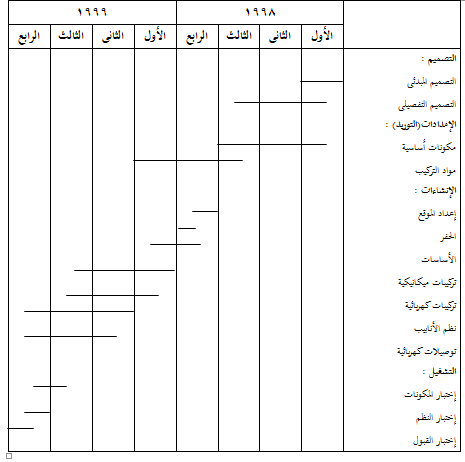 ١٩٩٨ ١٩٩٩
الأول الثانى الثالث الرابع الأول الثانى الثالث الرابع
التصميم :
التصميم المبدئى
التصميم التفصيلى
الإمدادات(التوريد) :
مكونات أساسية
مواد التركيب
الإنشاءات :
إعداد الموقع
الحفر
الأساسات
تركيبات ميكانيكية
تركيبات كهربائية
نظم الأنابيب
توصيلات كهربائية
التشغيل :
إختبار المكونات
إختبار النظم
إختبار القبول